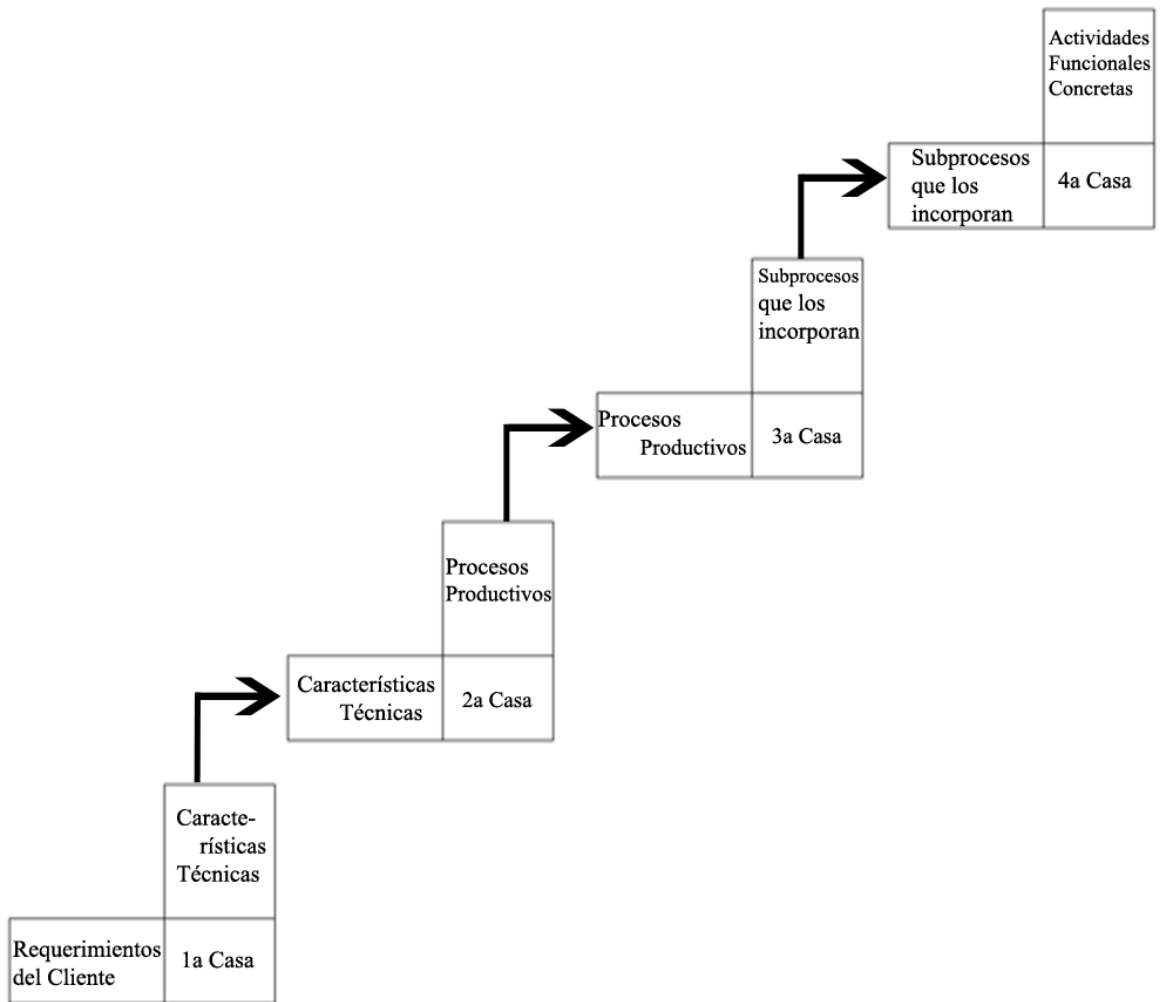 Actividades
Funcionales
Concretas
Subprocesos
que los
incorporan
4a Casa
Subprocesos
que los
incorporan
Procesos
Productivos
3a Casa
Procesos
Productivos
Características
Técnicas
2a Casa
Caracte-
rísticas
Técnicas
Requerimientos
del Cliente
1a Casa